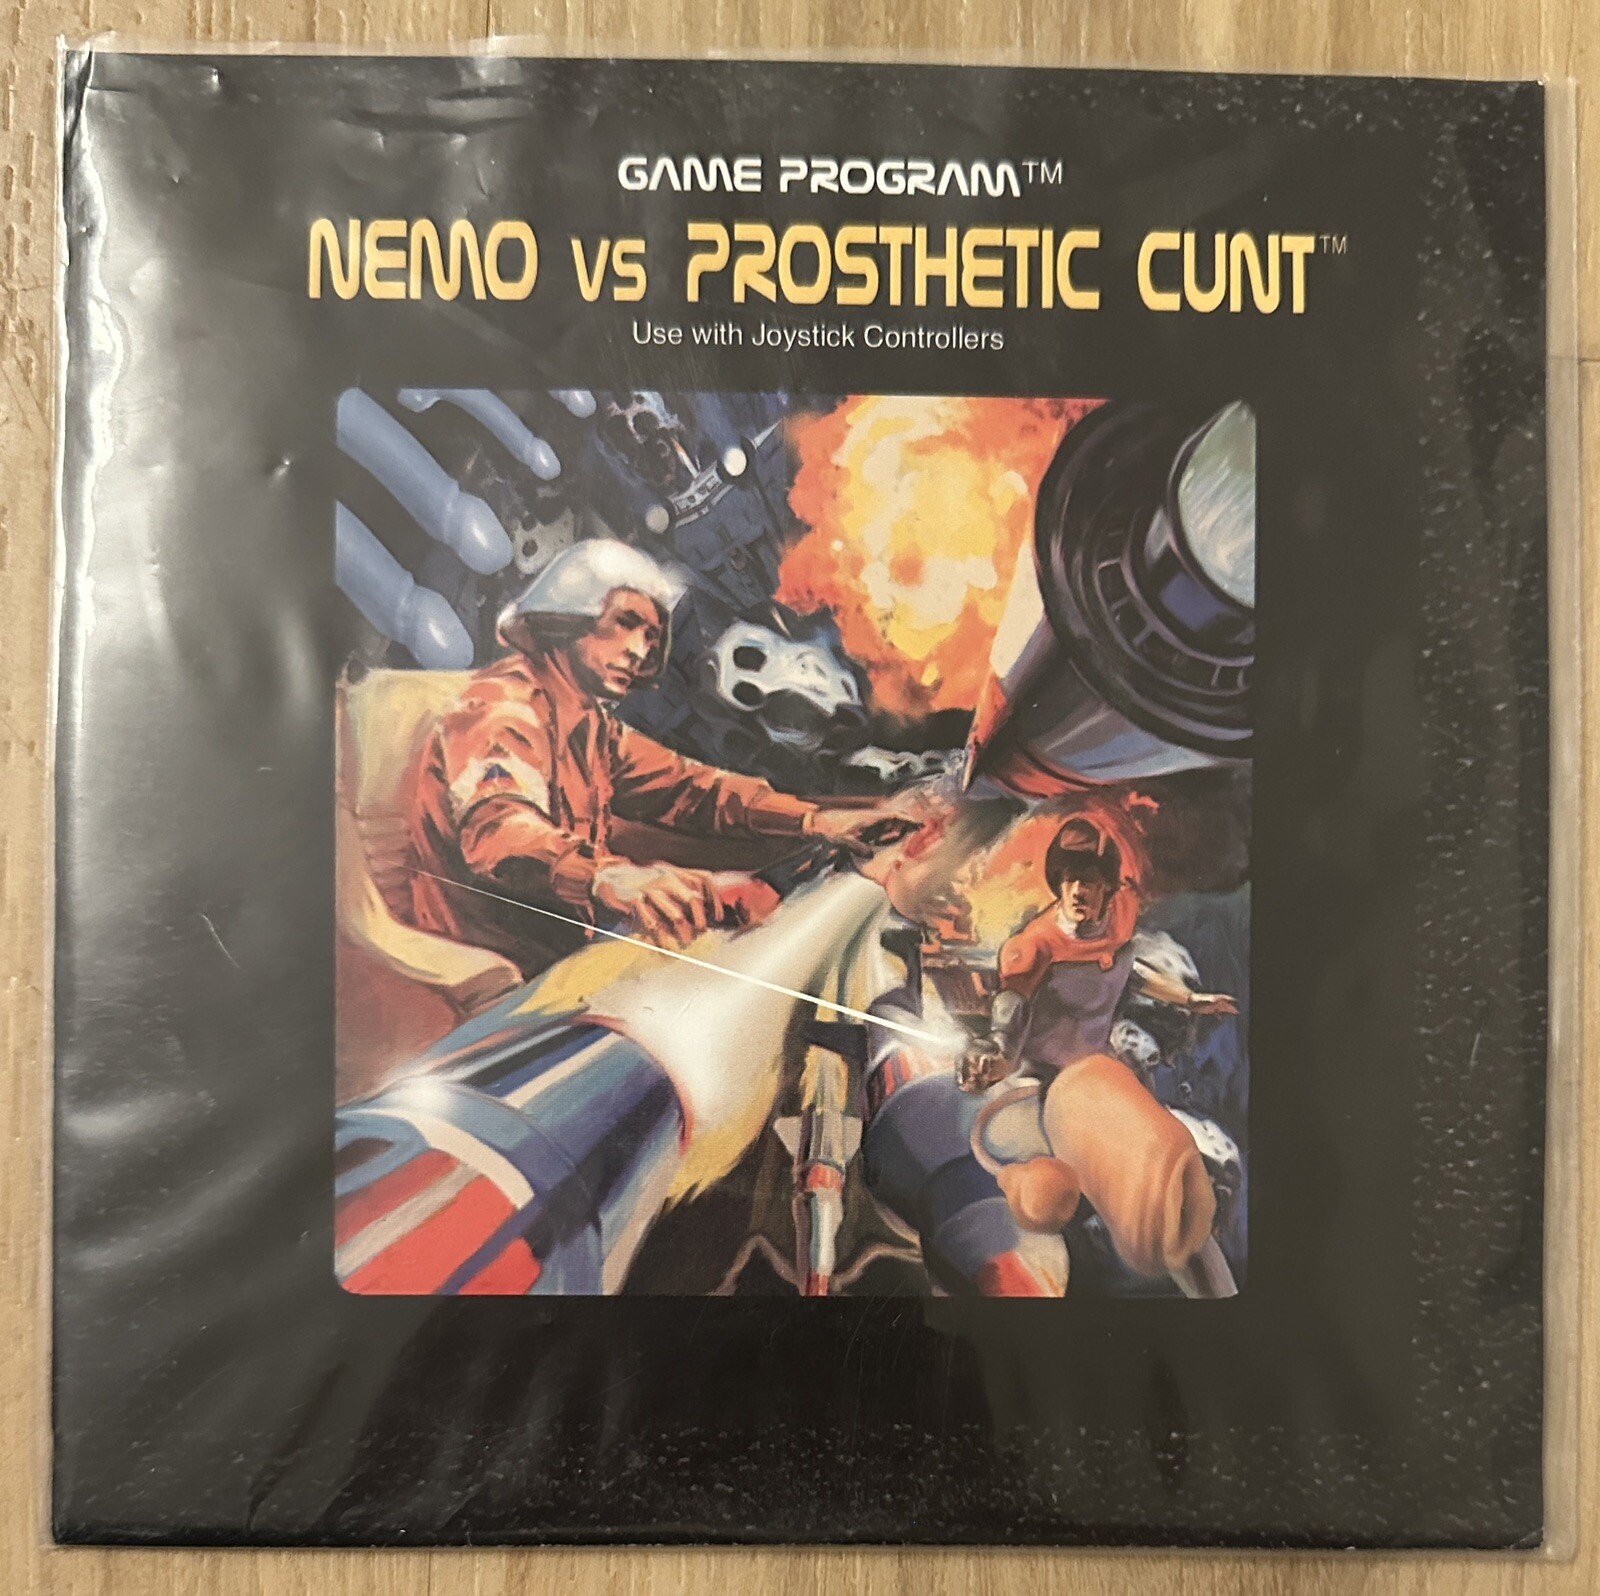 GAME PROGRAM™
NEMO VS PROSTHETIC CUNT™
Use with Joystick Controllers